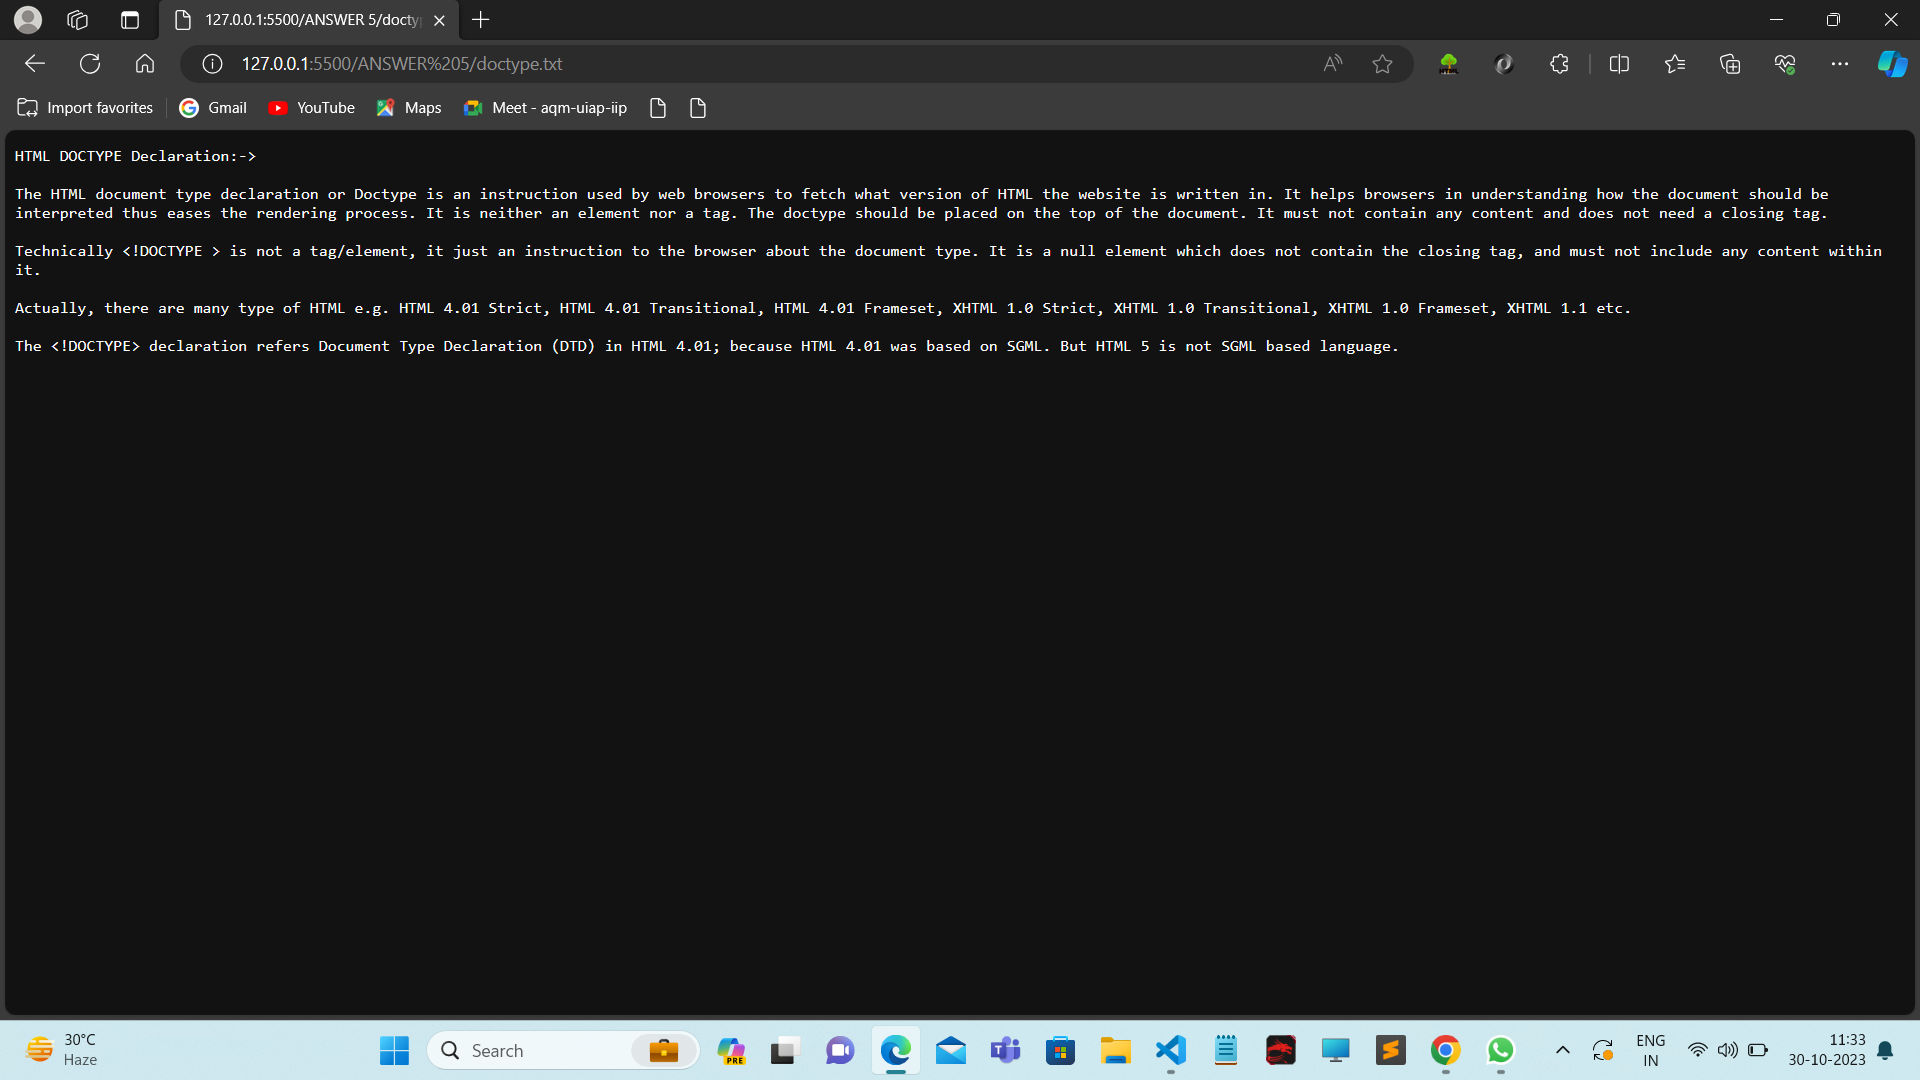 127.0.0.1:5500/ANSWER 5/docty
127.0.0.1:5500/ANSWER%205/doctype.txt
Import favorites Gmail YouTube Maps Meet - aqm-uiap-iip
HTML DOCTYPE Declaration:->
The HTML document type declaration or Doctype is an instruction used by web browsers to fetch what version of HTML the website is written in. It helps browsers in understanding how the document should be
interpreted thus eases the rendering process. It is neither an element nor a tag. The doctype should be placed on the top of the document. It must not contain any content and does not need a closing tag.
Technically <!DOCTYPE > is not a tag/element, it just an instruction to the browser about the document type. It is a null element which does not contain the closing tag, and must not include any content within
it.
Actually, there are many type of HTML e.g. HTML 4.01 Strict, HTML 4.01 Transitional, HTML 4.01 Frameset, XHTML 1.0 Strict, XHTML 1.0 Transitional, XHTML 1.0 Frameset, XHTML 1.1 etc.
The <!DOCTYPE> declaration refers Document Type Declaration (DTD) in HTML 4.01; because HTML 4.01 was based on SGML. But HTML 5 is not SGML based language.
30°C
Haze
Search
PRE
ENG
IN
11:33
30-10-2023